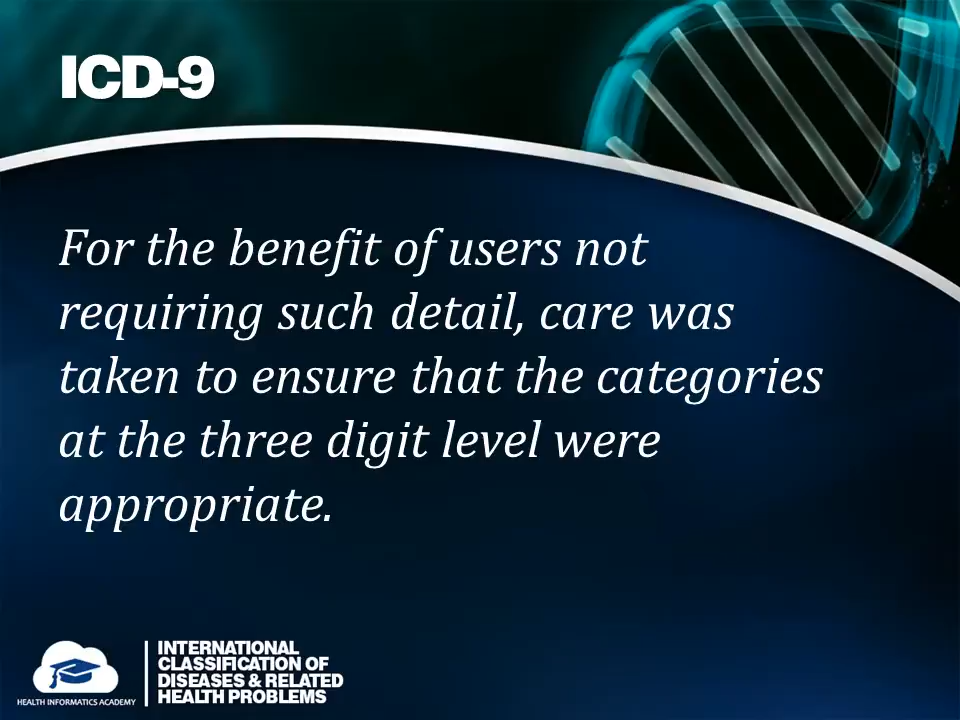 ICD-9
For the benefit of users not
requiring such detail, care was
taken to ensure that the categories
at the three digit level were
appropriate.
HEALTH INFORMATICS ACADEMY
INTERNATIONAL
CLASSIFICATION OF
DISEASES & RELATED
HEALTH PROBLEMS